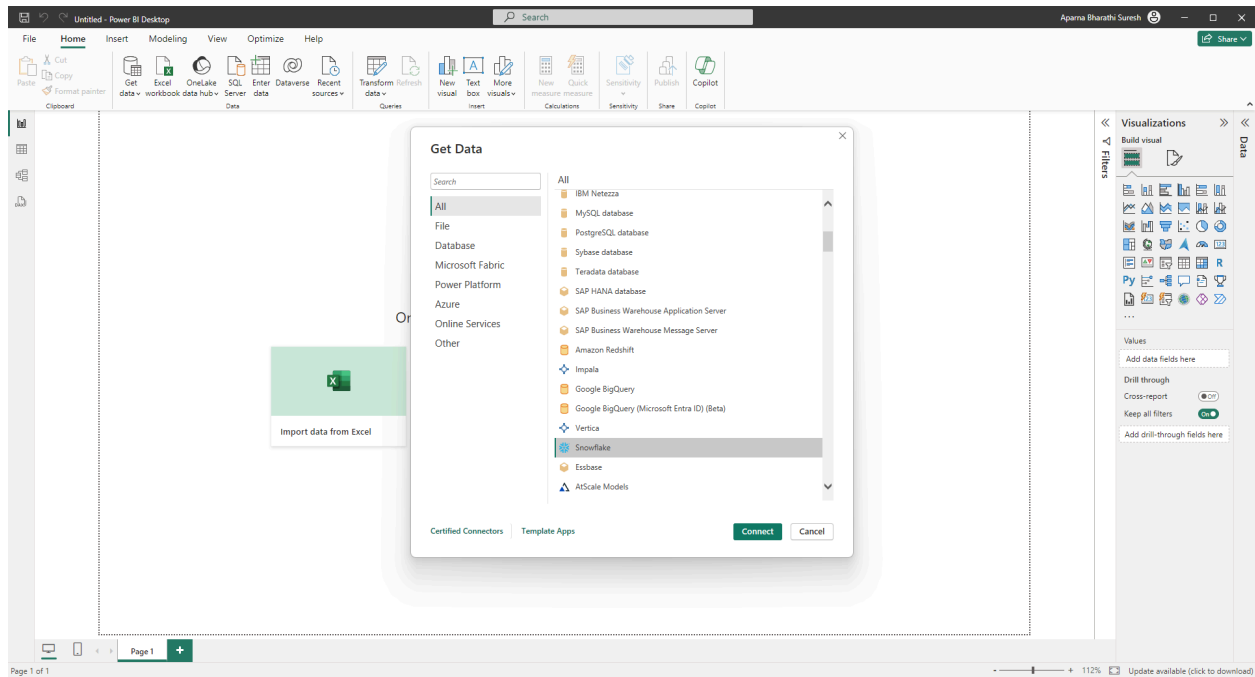 Untitled - Power BI Desktop
Search
Aparna Bharathi Suresh
File Home Insert Modeling View Optimize Help
Share
Paste
Cut
Copy
Format painter
Clipboard
Get data
Excel workbook
OneLake data hub
SQL Server
Enter data
Dataverse
Recent sources
Data
Transform data
Refresh
Queries
New visual
Text box
More visuals
Insert
New measure
Quick measure
Calculations
Sensitivity
Sensitivity
Publish
Share
Copilot
Copilot
Get Data
Search
All
File
Database
Microsoft Fabric
Power Platform
Azure
Online Services
Other
All
IBM Netezza
MySQL database
PostgreSQL database
Sybase database
Teradata database
SAP HANA database
SAP Business Warehouse Application Server
SAP Business Warehouse Message Server
Amazon Redshift
Impala
Google BigQuery
Google BigQuery (Microsoft Entra ID) (Beta)
Vertica
Snowflake
Essbase
AtScale Models
Certified Connectors
Template Apps
Connect
Cancel
Or
Import data from Excel
Filters
Visualizations
Build visual
123
R
Py
...
Values
Add data fields here
Drill through
Cross-report
Off
Keep all filters
On
Add drill-through fields here
Data
Page 1
Page 1 of 1
- + 112%
Update available (click to download)